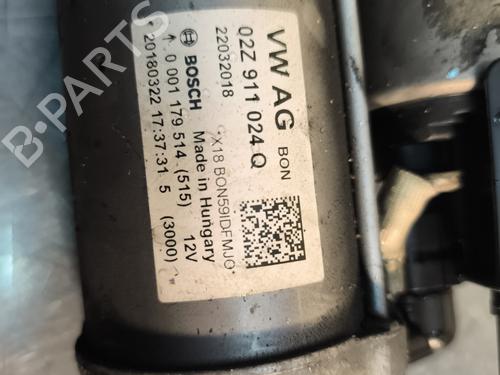 VW AG BON
02Z 911 024 Q
22032018
X18 BON59IDFMJO*
BOSCH Made in Hungary
0 001 179 514 (515) 12V
20180322 17:37:31 5 (3000)
B-PARTS